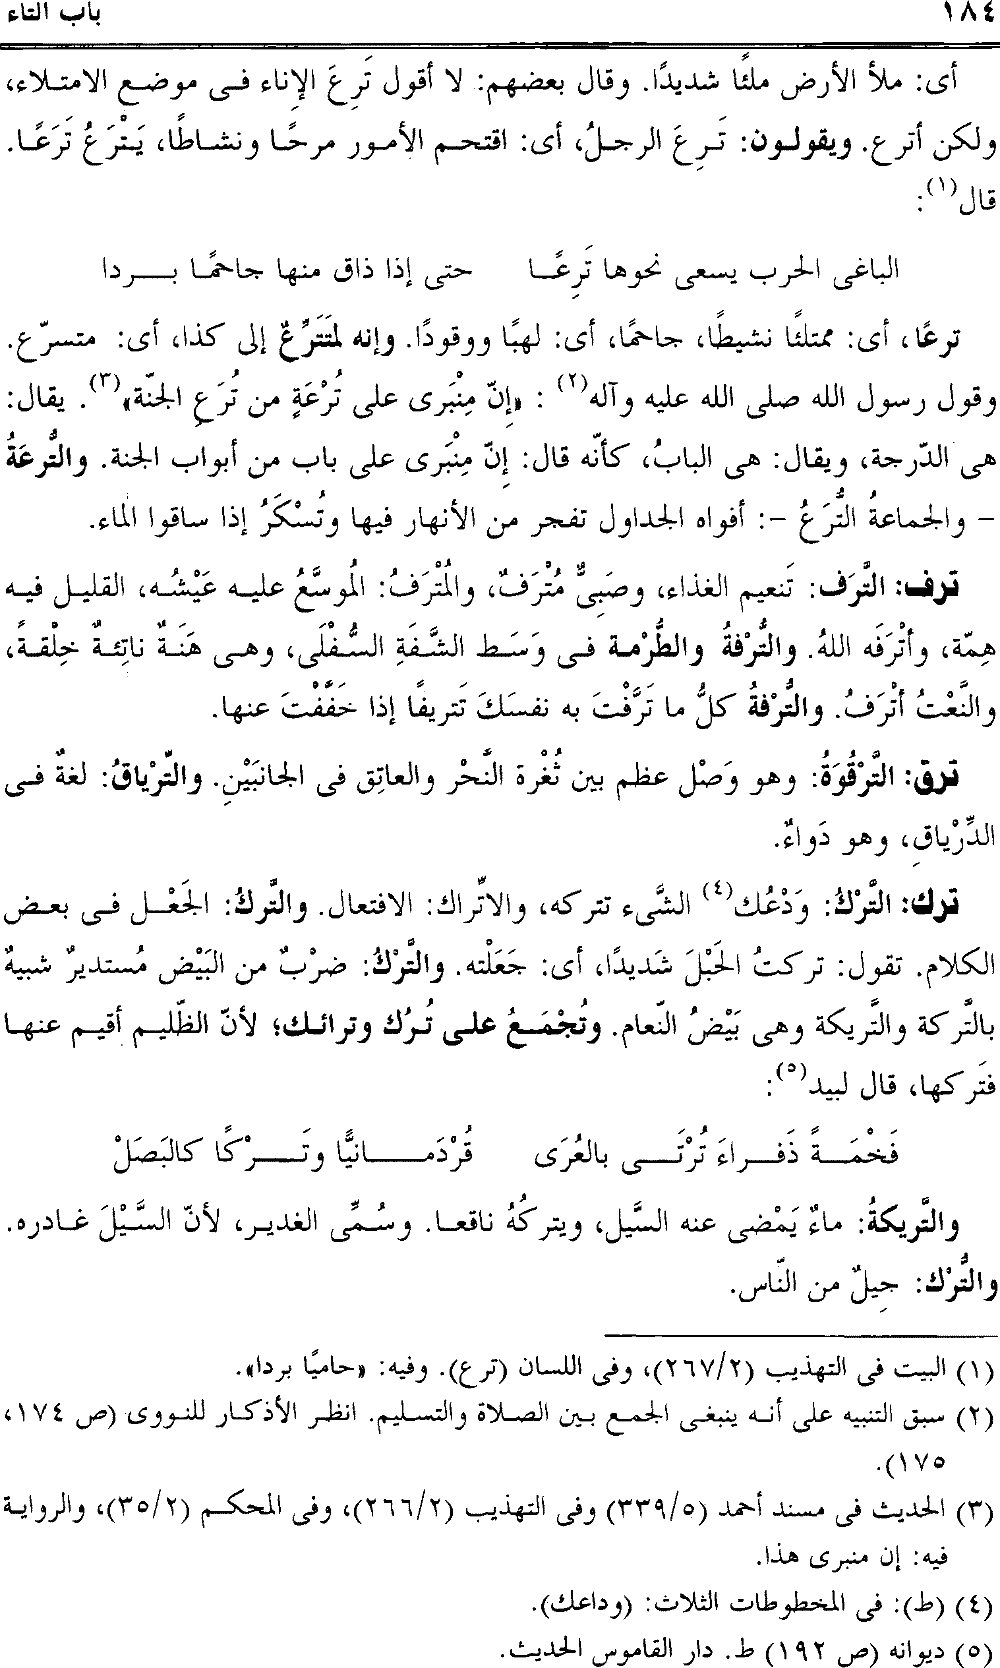 ١٨٤ باب التاء
أى: ملأ الأرض ملئًا شديدًا. وقال بعضهم: لا أقول تَرِعَ الإناء فى موضع الامتلاء،
ولكن أترع. ويقولون: تَرِعَ الرجلُ، أى: اقتحم الأمور مرحًا ونشاطًا، يَتْرَعُ تَرَعًا.
قال(١):
الباغى الحرب يسعى نحوها تَرِعًا حتى إذا ذاق منها جاحمًا بردا
ترعًا، أى: ممتلئًا نشيطًا، جاحمًا، أى: لهبًا ووقودًا. وإنه لمتَتَرِّعٌ إلى كذا، أى: متسرّع.
وقول رسول الله صلى الله عليه وآله(٢) : «إنّ مِنْبَرى على تُرْعَةٍ من تُرَعِ الجنّة»(٣). يقال:
هى الدّرجة، ويقال: هى البابُ، كأنّه قال: إنّ مِنْبَرى على باب من أبواب الجنة. والتُّرعَةُ
- والجماعةُ التُّرَعُ -: أفواه الجداول تفجر من الأنهار فيها وتُسْكَرُ إذا ساقوا الماء.
ترف: التَّرَف: تَنعيم الغذاء، وصَبِىٌّ مُتْرَفٌ، والمُتْرَفُ: المُوسَّعُ عليه عَيْشُه، القليل فيه
هِمّة، وأتْرَفَه اللهُ. والتُّرْفةُ والطُّرْمة فى وَسَط الشَّفَةِ السُّفْلَى، وهى هَنَةٌ ناتِئةٌ خِلْقةً،
والنَّعْتُ أتْرَفُ. والتُّرْفةُ كلُّ ما تَرَّفْتَ به نفسَكَ تَتريفًا إذا خَفَّفْتَ عنها.
ترق: التَّرْقُوَةُ: وهو وَصْل عظم بين ثُغْرة النَّحْر والعاتِق فى الجانبَيْنِ. والتّرْياقُ: لغةٌ فى
الدِّرْياقِ، وهو دَواءٌ.
ترك: التَّرْكُ: وَدْعُك(٤) الشَّىء تتركه، والاتِّراك: الافتعال. والتَّركُ: الجَعْل فى بعض
الكلام. تقول: تركتُ الحَبْلَ شَديدًا، أى: جَعَلْته. والتَّرْكُ: ضربٌ من البَيْض مُستديرٌ شبيهٌ
بالتَّركة والتَّريكة وهى بَيْضُ النّعام. وتُجْمَعُ على تُرُك وترائك؛ لأنّ الظّليم أقيم عنها
فتَركها، قال لبيد(٥):
فَخْمَةً ذَفراءَ تُرْتَى بالعُرَى قُرْدَمانيًّا وتَرْكًا كالبَصَلْ
والتَّريكةُ: ماءٌ يَمْضى عنه السَّيل، ويتركُهُ ناقعا. وسُمِّى الغدير، لأنّ السَّيْلَ غادره.
والتُّرْك: جِيلٌ من النّاس.
(١) البيت فى التهذيب (٢٦٧/٢)، وفى اللسان (ترع). وفيه: «حاميًا بردا».
(٢) سبق التنبيه على أنه ينبغى الجمع بين الصلاة والتسليم. انظر الأذكار للنووى (ص ١٧٤،
١٧٥).
(٣) الحديث فى مسند أحمد (٣٣٩/٥) وفى التهذيب (٢٦٦/٢)، وفى المحكم (٣٥/٢)، والرواية
فيه: إن منبرى هذا.
(٤) (ط): فى المخطوطات الثلاث: (وداعك).
(٥) ديوانه (ص ١٩٢) ط. دار القاموس الحديث.